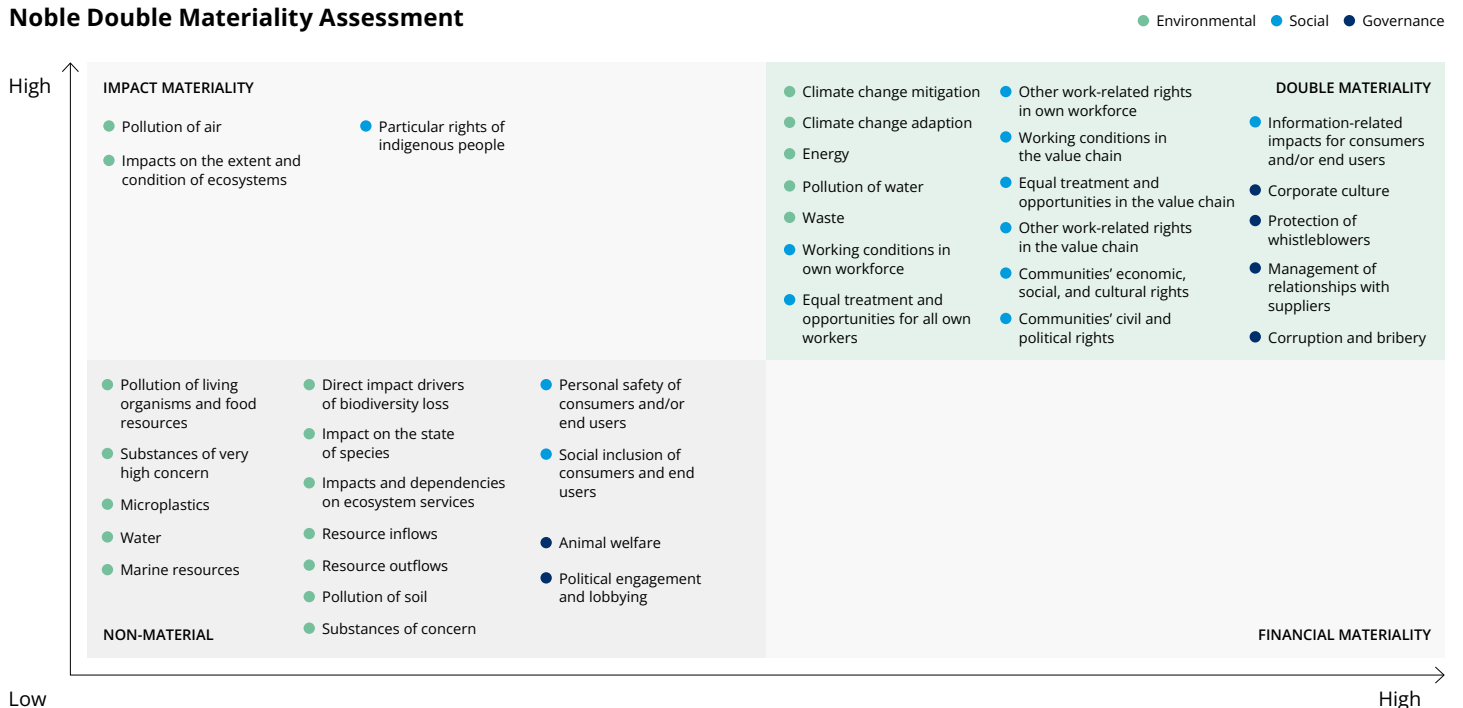 Noble Double Materiality Assessment
Environmental
Social
Governance
High
IMPACT MATERIALITY
Pollution of air
Impacts on the extent and
condition of ecosystems
Particular rights of
indigenous people
DOUBLE MATERIALITY
Climate change mitigation
Climate change adaption
Energy
Pollution of water
Waste
Working conditions in
own workforce
Equal treatment and
opportunities for all own
workers
Other work-related rights
in own workforce
Working conditions in
the value chain
Equal treatment and
opportunities in the value chain
Other work-related rights
in the value chain
Communities’ economic,
social, and cultural rights
Communities’ civil and
political rights
Information-related
impacts for consumers
and/or end users
Corporate culture
Protection of
whistleblowers
Management of
relationships with
suppliers
Corruption and bribery
Pollution of living
organisms and food
resources
Substances of very
high concern
Microplastics
Water
Marine resources
Direct impact drivers
of biodiversity loss
Impact on the state
of species
Impacts and dependencies
on ecosystem services
Resource inflows
Resource outflows
Pollution of soil
Substances of concern
Personal safety of
consumers and/or
end users
Social inclusion of
consumers and end
users
Animal welfare
Political engagement
and lobbying
NON-MATERIAL
FINANCIAL MATERIALITY
Low
High